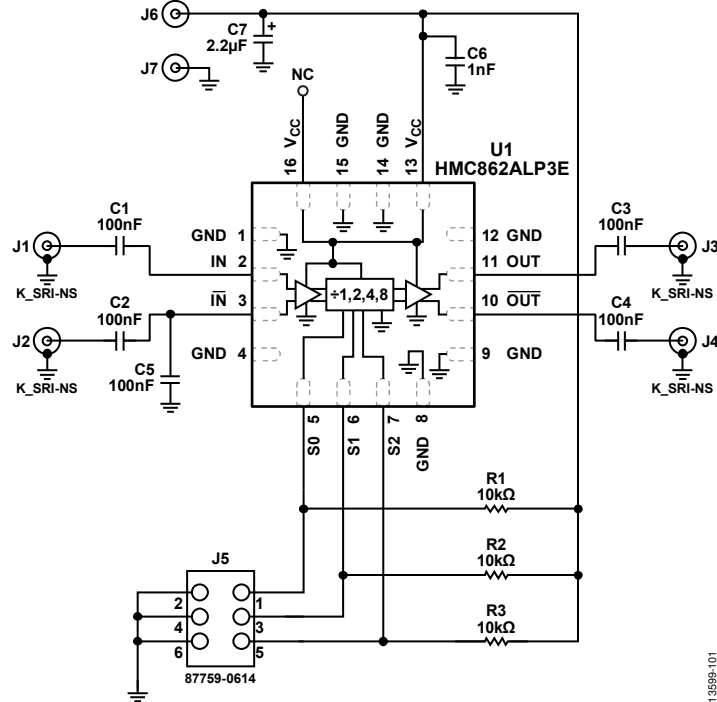 J6
C7
2.2µF
+
J7
NC
C6
1nF
16 VCC
15 GND
14 GND
13 VCC
U1
HMC862ALP3E
C1
100nF
J1
K_SRI-NS
C2
100nF
J2
K_SRI-NS
C5
100nF
GND 1
IN 2
IN 3
GND 4
÷1,2,4,8
12 GND
11 OUT
10 OUT
9 GND
C3
100nF
J3
K_SRI-NS
C4
100nF
J4
K_SRI-NS
S0 5
S1 6
S2 7
GND 8
R1
10kΩ
R2
10kΩ
R3
10kΩ
J5
2 1
4 3
6 5
87759-0614
13599-101